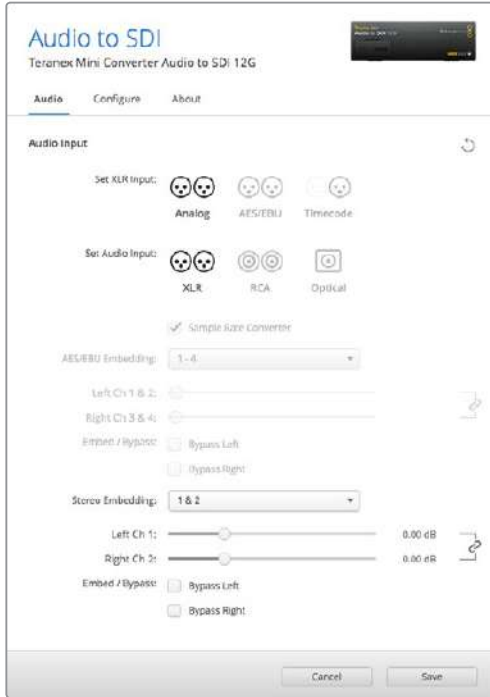 Audio to SDI
Teranex Mini Converter Audio to SDI 12G
Audio Configure About
Audio Input
Set XLR Input:
Analog AES/EBU Timecode
Set Audio Input:
XLR RCA Optical
Sample Rate Converter
AES/EBU Embedding: 1 - 4
Left Ch 1 & 2:
Right Ch 3 & 4:
Embed / Bypass: Bypass Left
Bypass Right
Stereo Embedding: 1 & 2
Left Ch 1: 0.00 dB
Right Ch 2: 0.00 dB
Embed / Bypass: Bypass Left
Bypass Right
Cancel Save